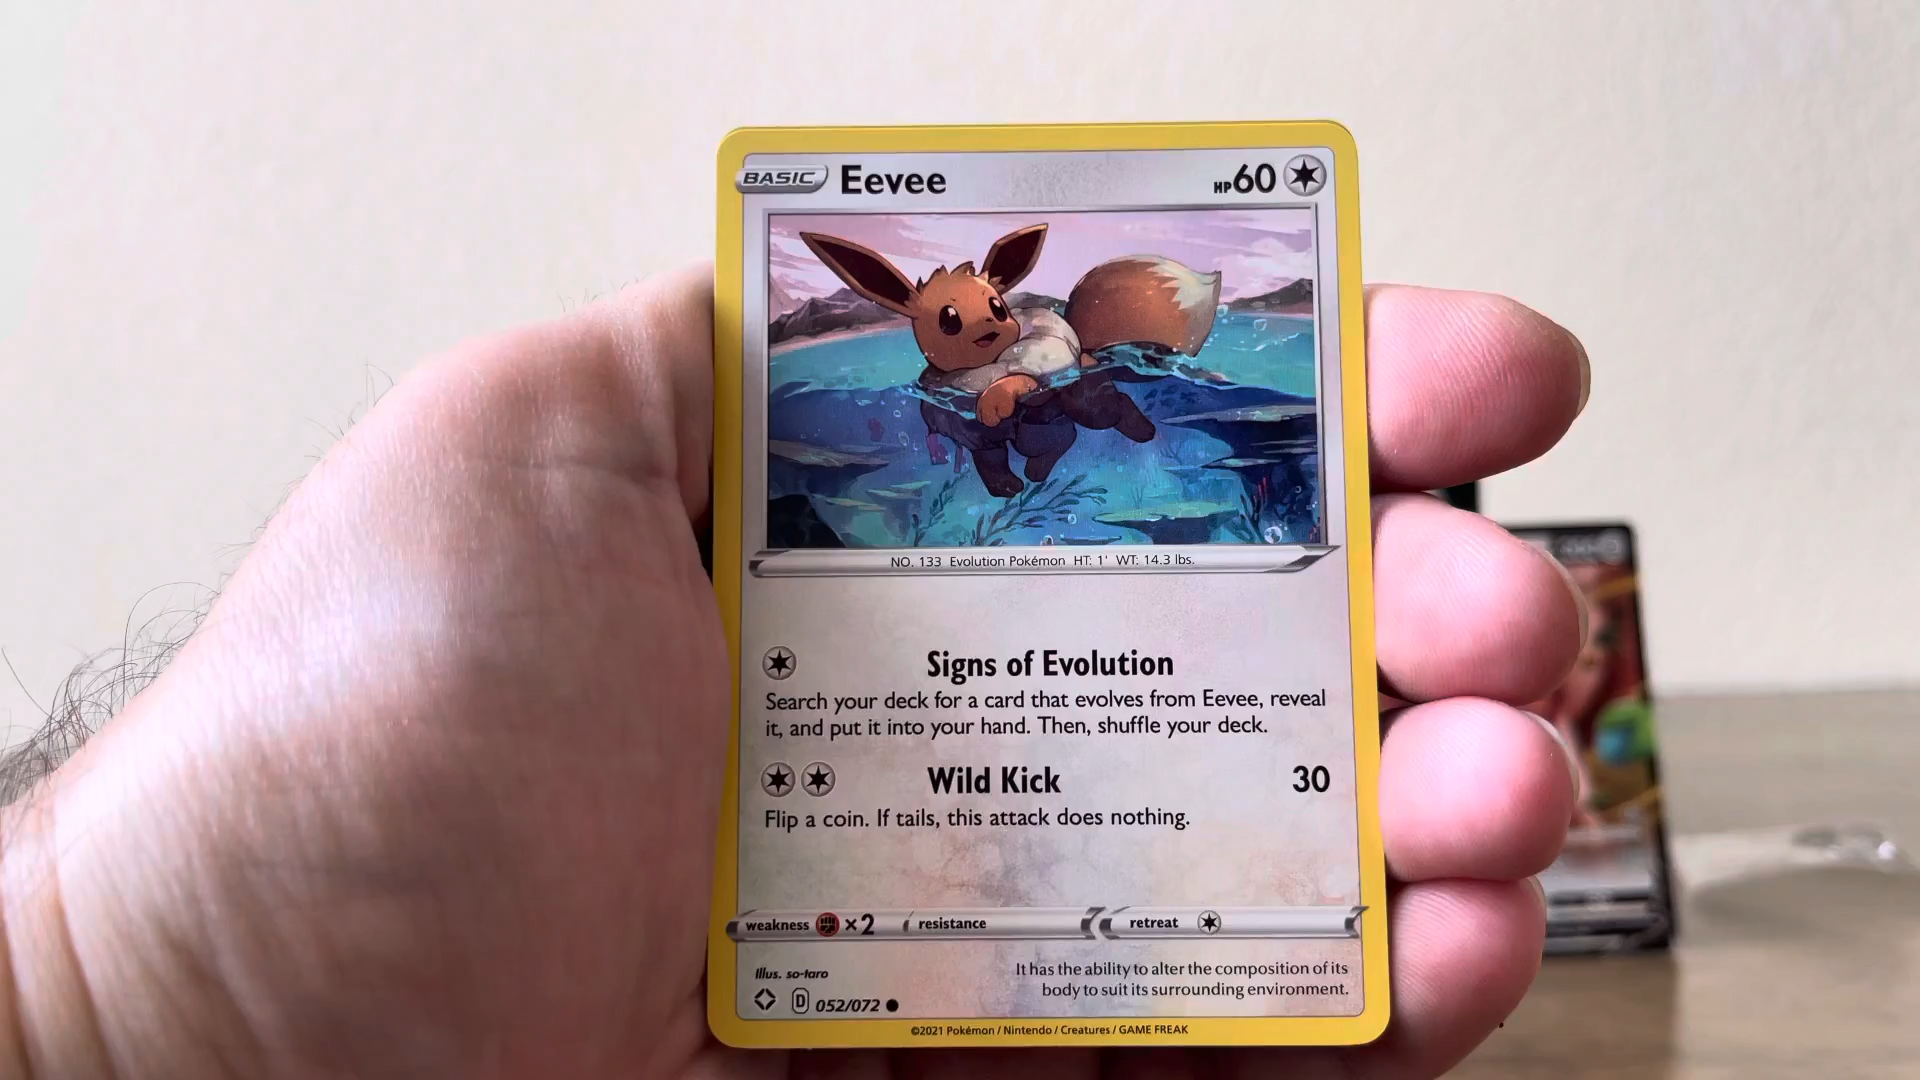 BASIC Eevee HP60
NO. 133 Evolution Pokémon HT: 1' WT: 14.3 lbs.
Signs of Evolution
Search your deck for a card that evolves from Eevee, reveal
it, and put it into your hand. Then, shuffle your deck.
Wild Kick 30
Flip a coin. If tails, this attack does nothing.
weakness ×2 resistance retreat
Illus. so-taro
It has the ability to alter the composition of its
body to suit its surrounding environment.
D 052/072
©2021 Pokémon / Nintendo / Creatures / GAME FREAK